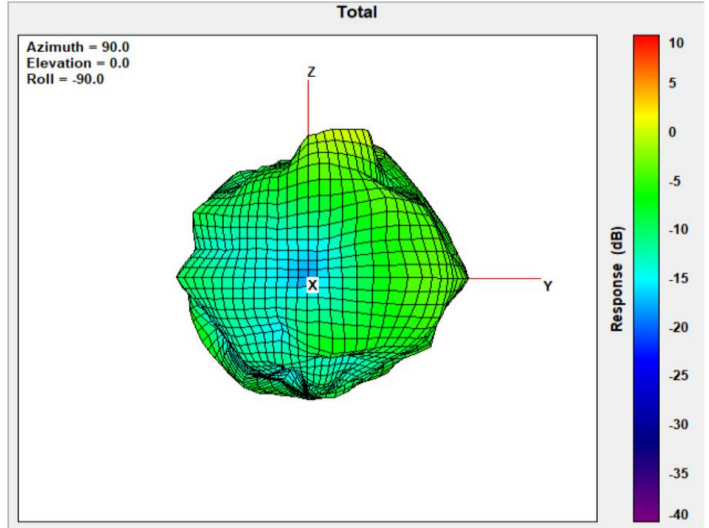 Total
Azimuth = 90.0
Elevation = 0.0
Roll = -90.0
Z
X
Y
Response (dB)
10
5
0
-5
-10
-15
-20
-25
-30
-35
-40